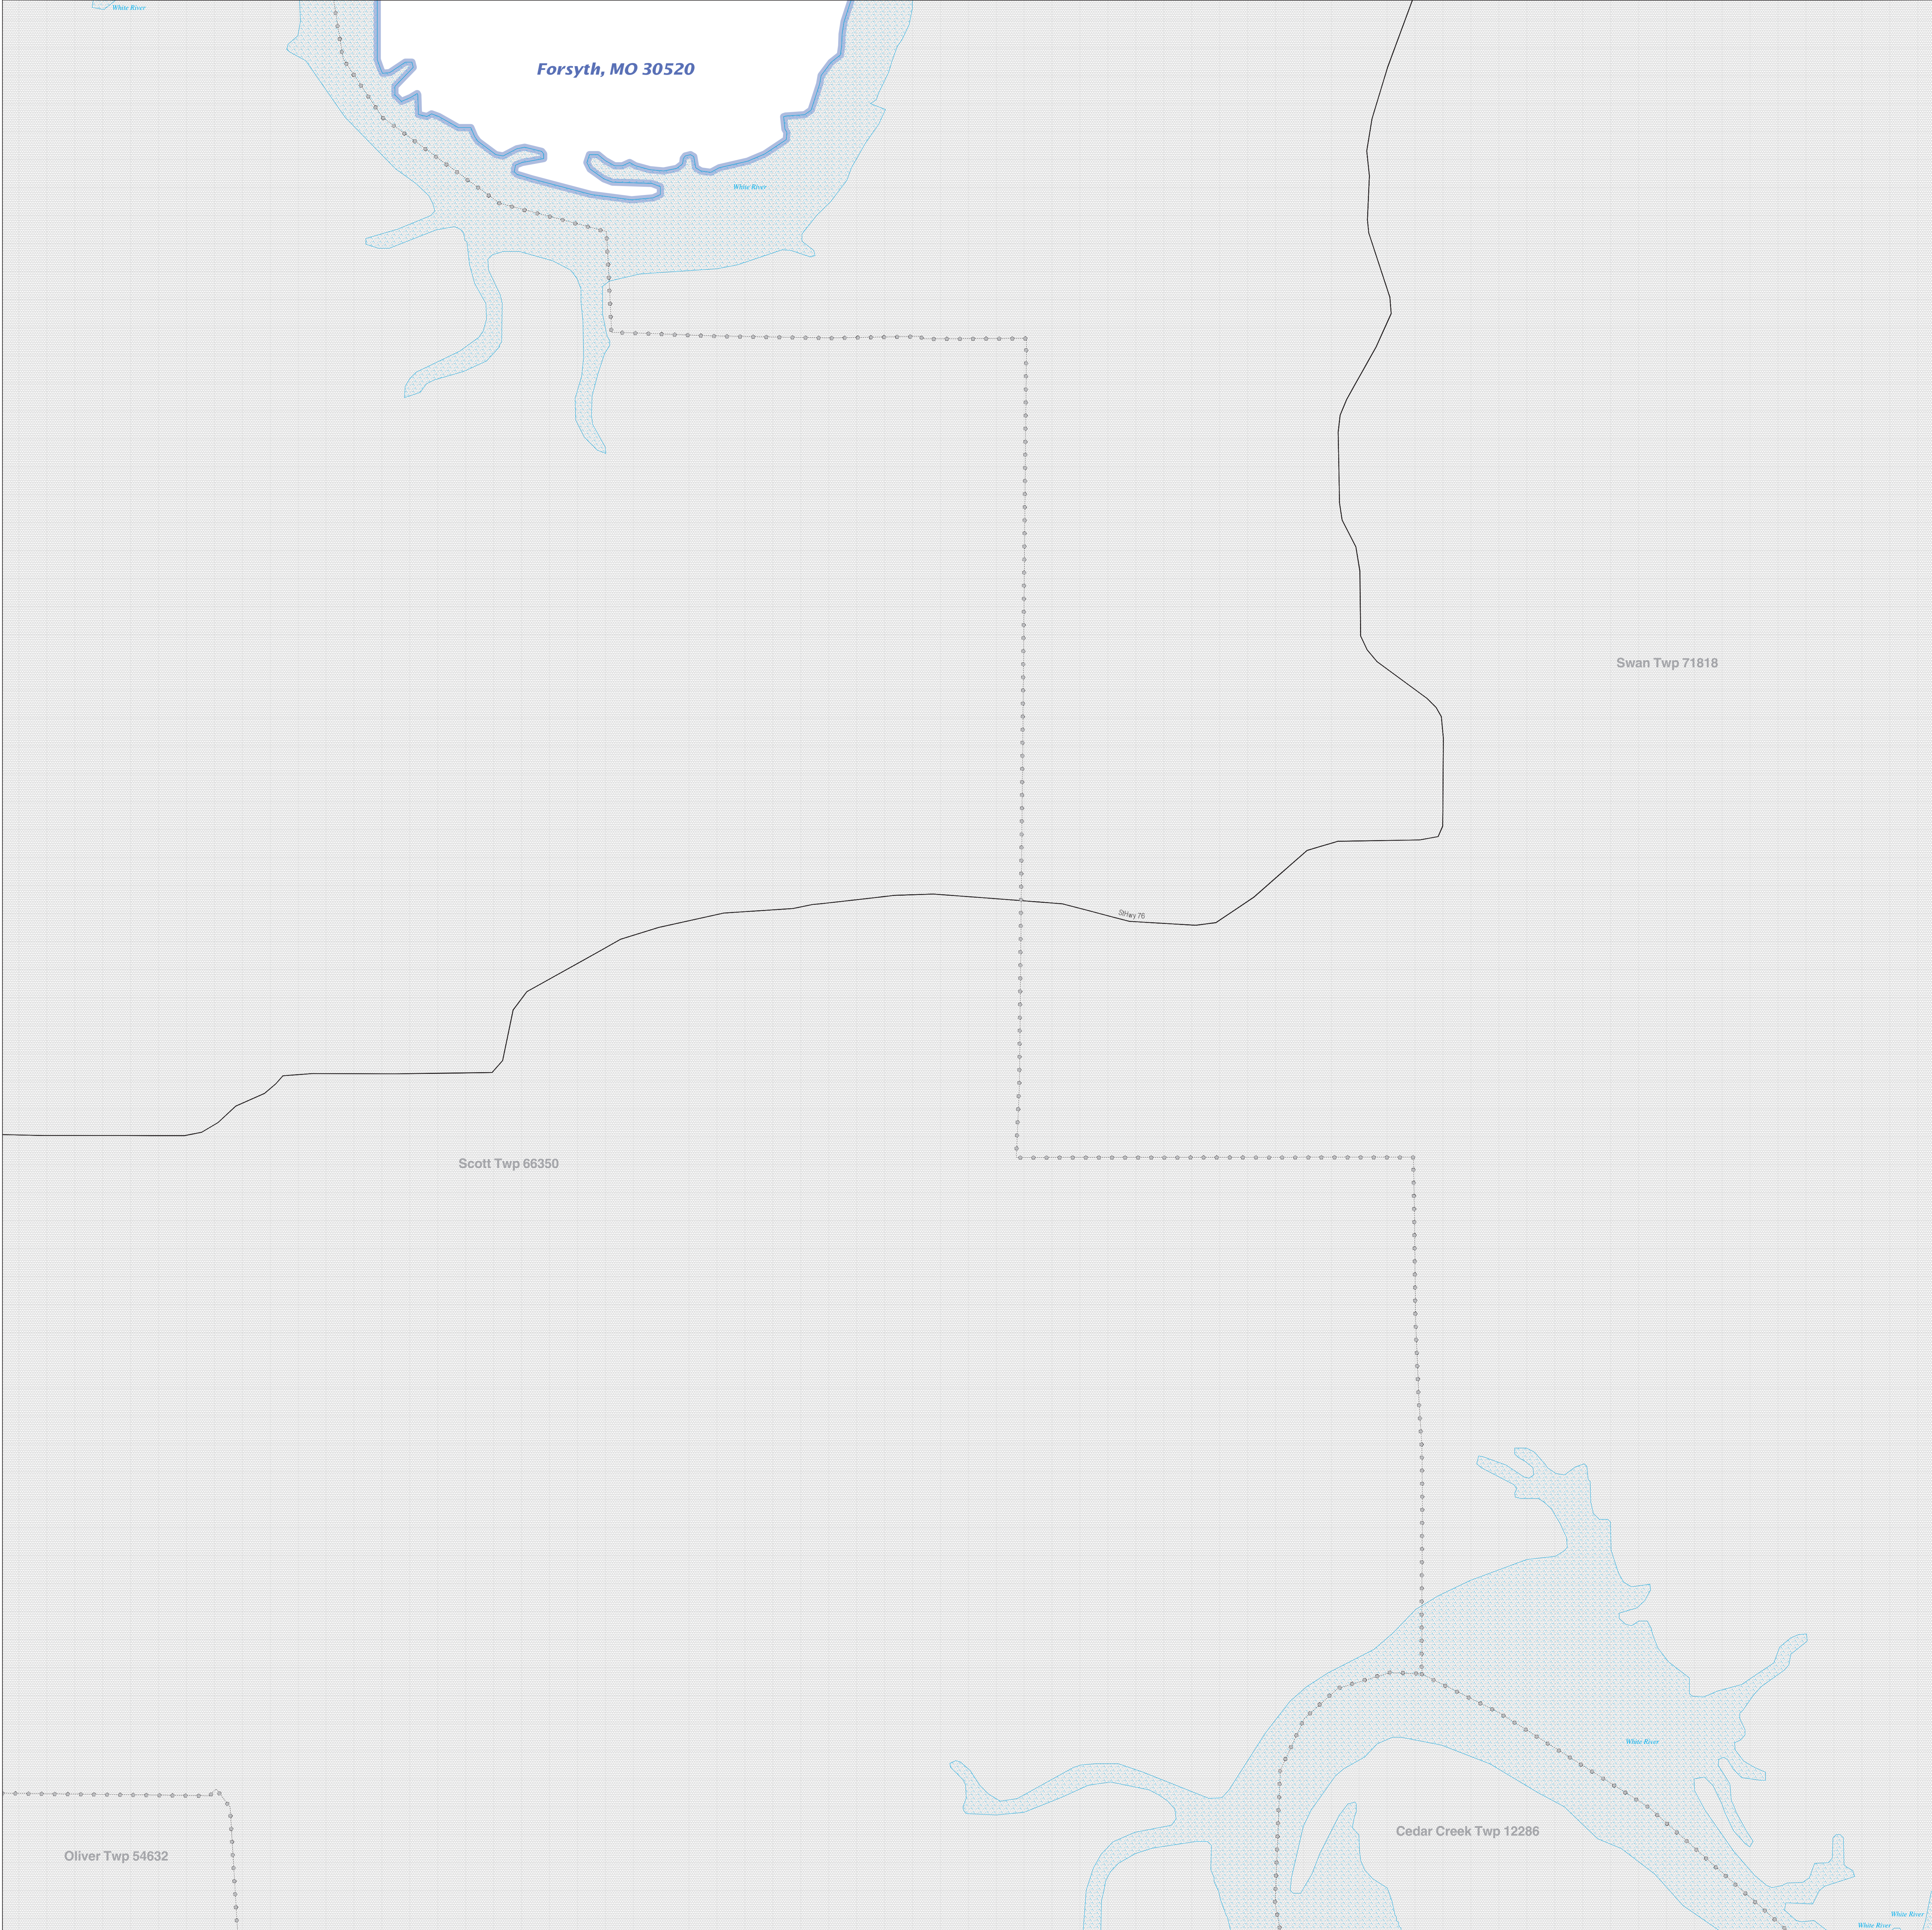 White River
Forsyth, MO 30520
White River
Swan Twp 71818
StHwy 76
Scott Twp 66350
White River
Cedar Creek Twp 12286
Oliver Twp 54632
White River
White River